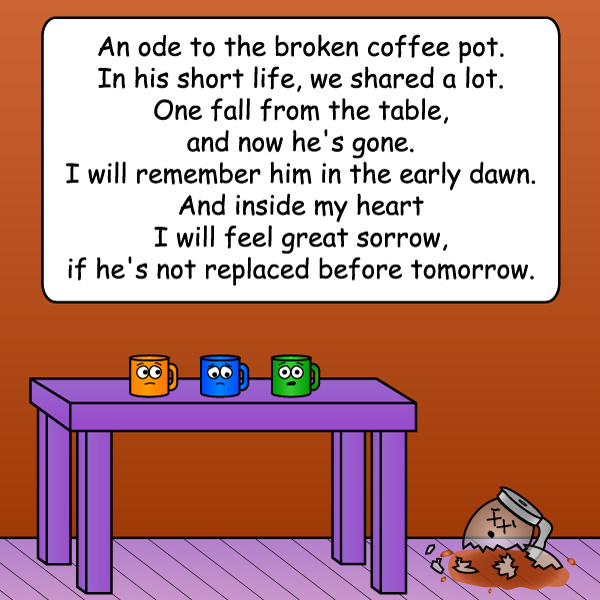 An ode to the broken coffee pot.
In his short life, we shared a lot.
One fall from the table,
and now he's gone.
I will remember him in the early dawn.
And inside my heart
I will feel great sorrow,
if he's not replaced before tomorrow.